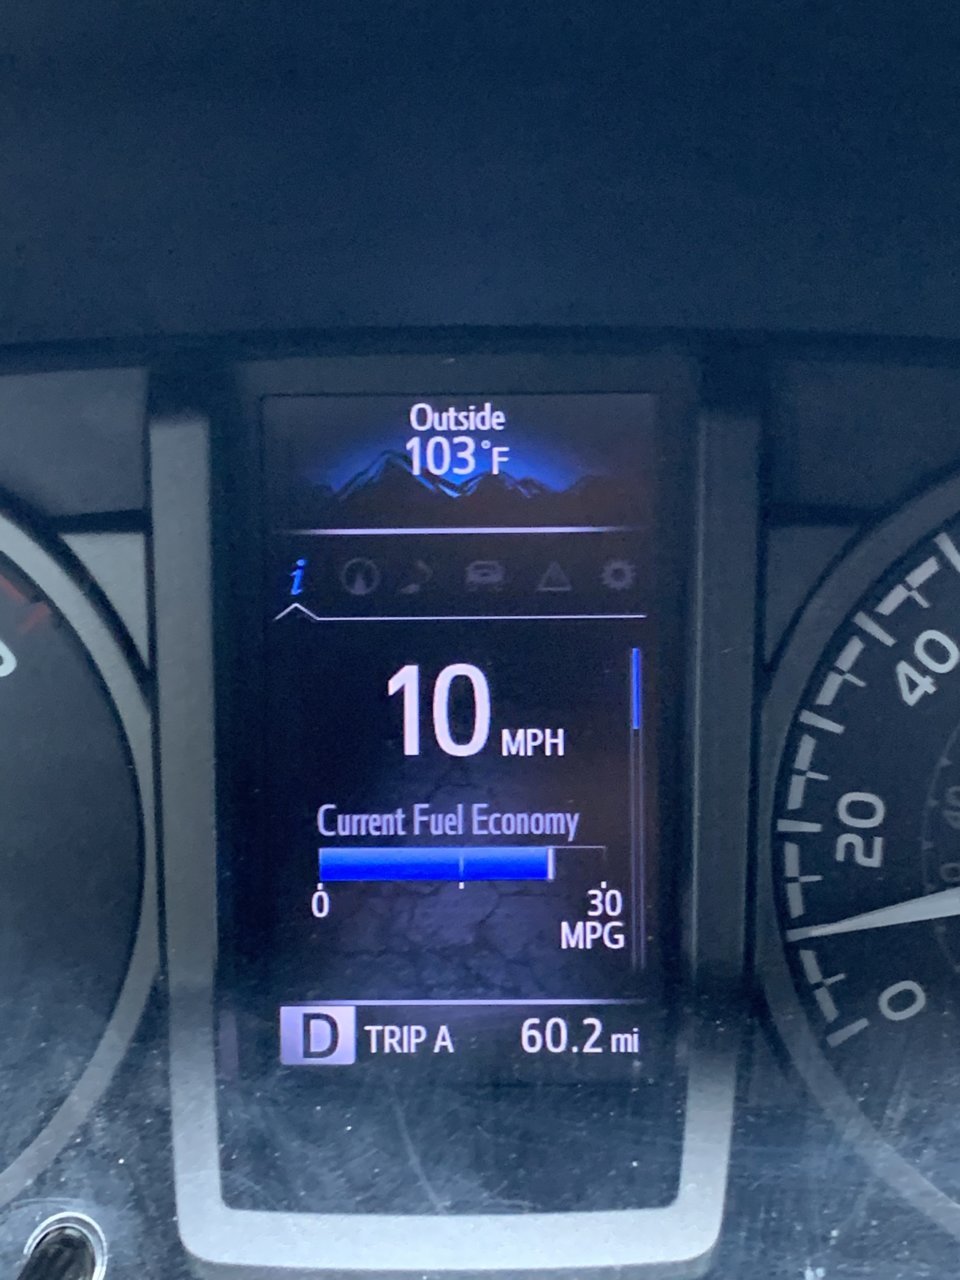 Outside
103°F
i
10 MPH
Current Fuel Economy
0 30
MPG
D TRIP A 60.2 mi
40
20
0